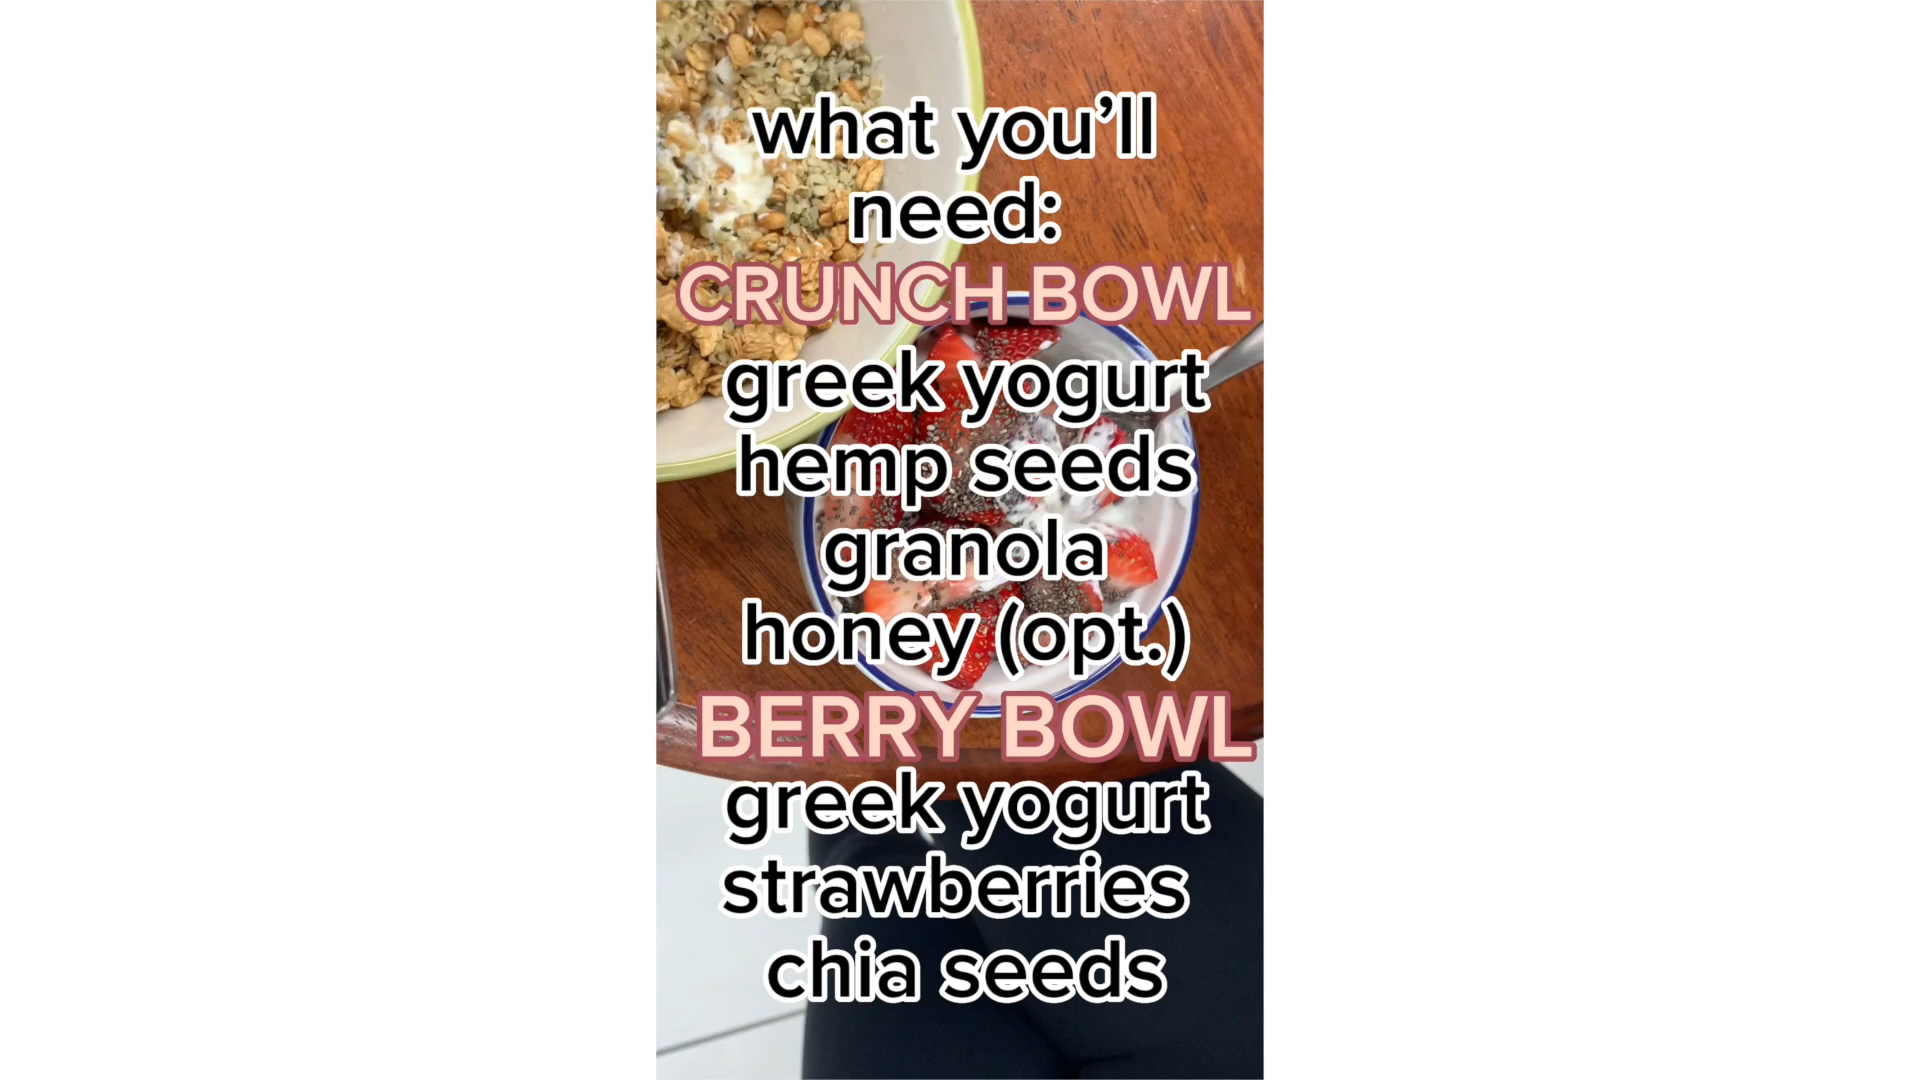 what you’ll
need:
CRUNCH BOWL
greek yogurt
hemp seeds
granola
honey (opt.)
BERRY BOWL
greek yogurt
strawberries
chia seeds